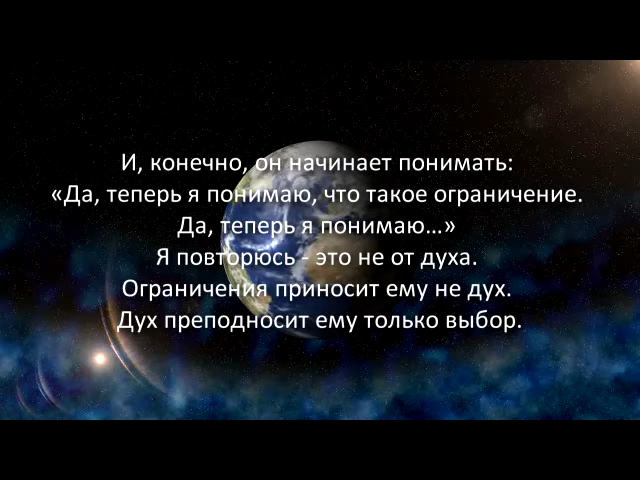 И, конечно, он начинает понимать:
«Да, теперь я понимаю, что такое ограничение.
Да, теперь я понимаю…»
Я повторюсь - это не от духа.
Ограничения приносит ему не дух.
Дух преподносит ему только выбор.